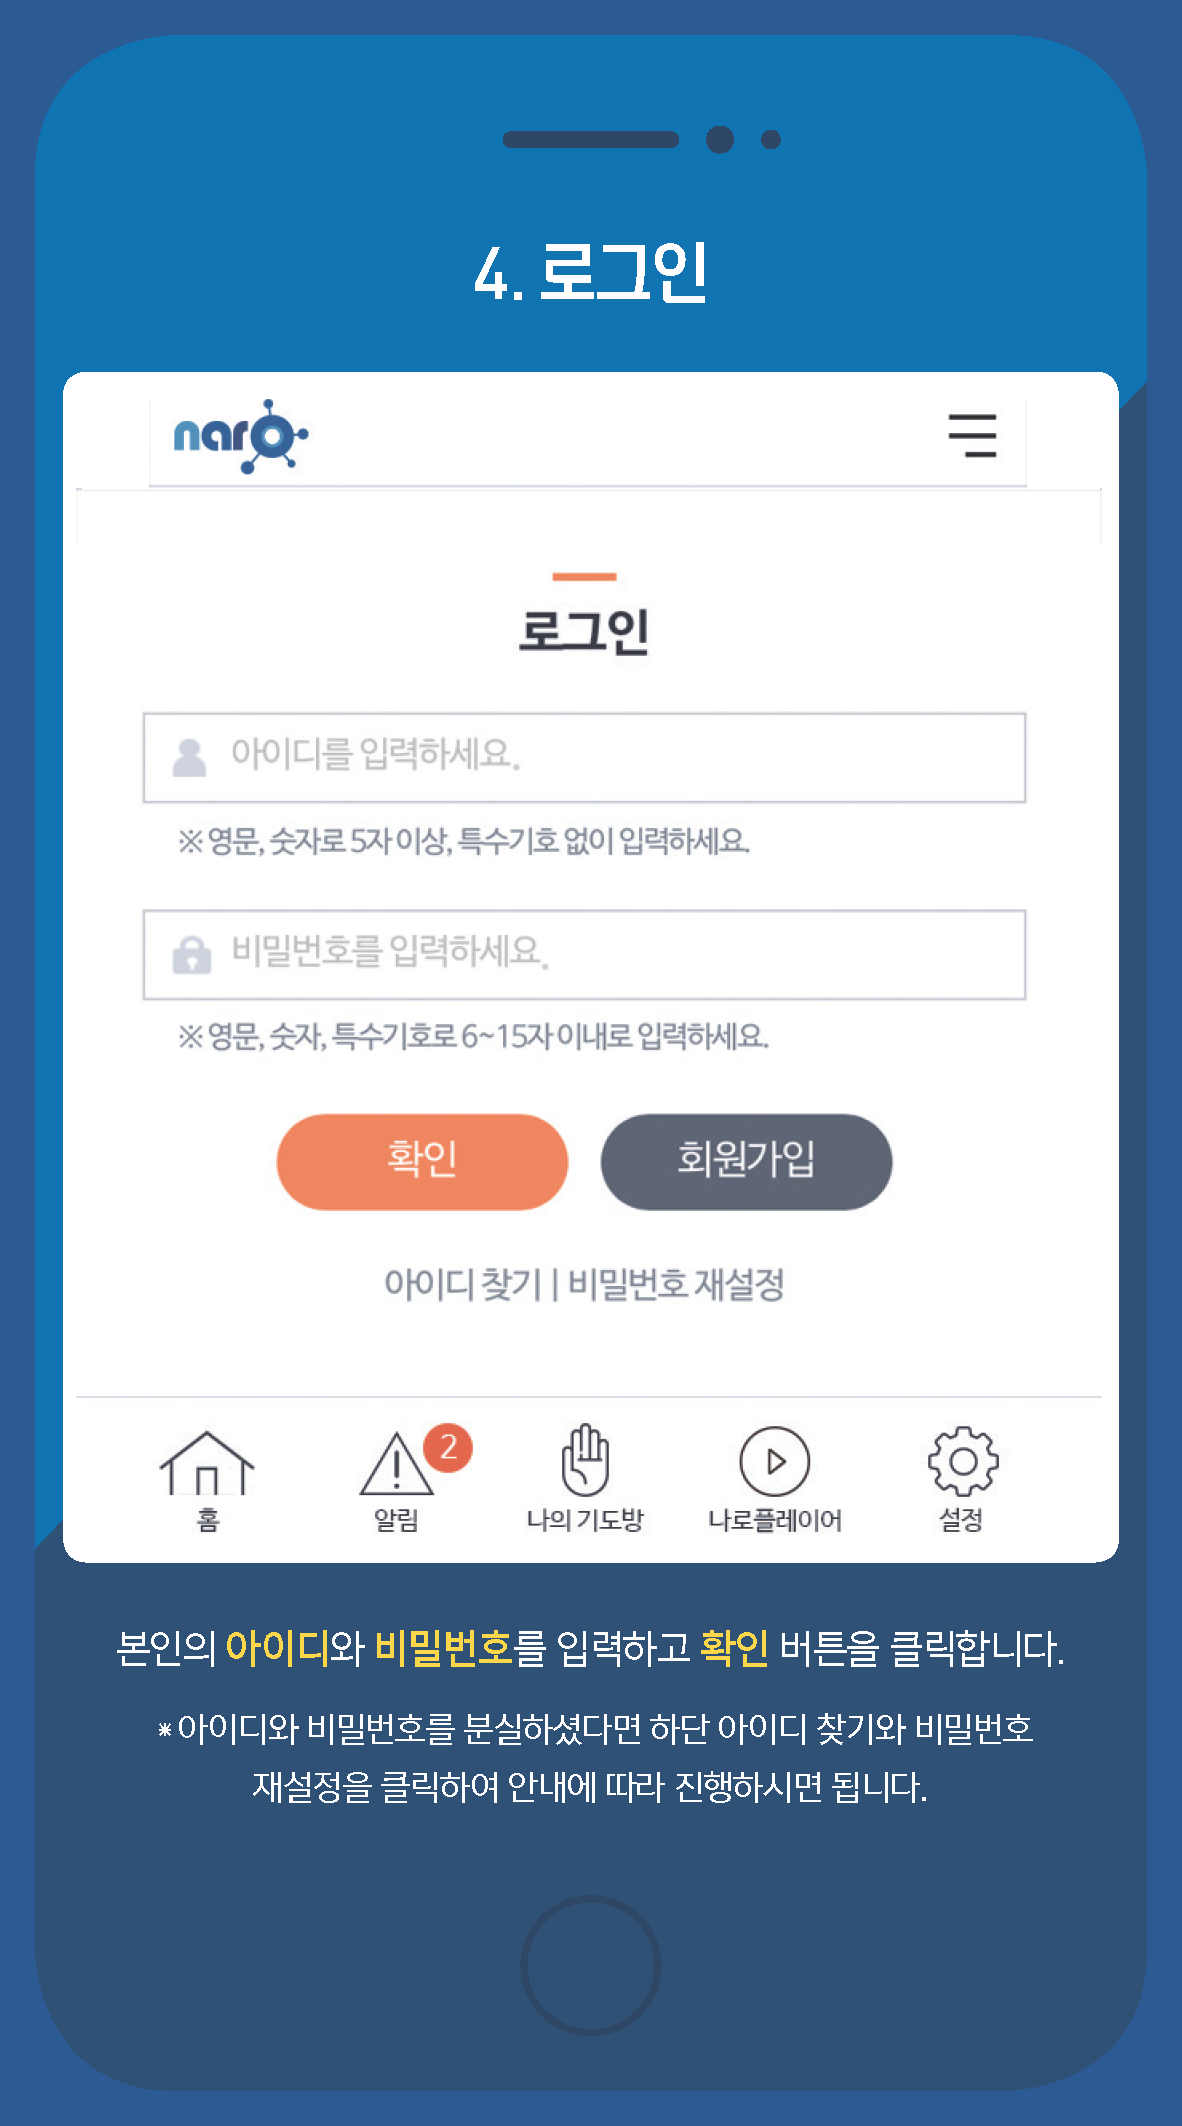 4. 로그인
naro
로그인
아이디를 입력하세요.
※ 영문, 숫자로 5자 이상, 특수기호 없이 입력하세요.
비밀번호를 입력하세요.
※ 영문, 숫자, 특수기호로 6~15자 이내로 입력하세요.
확인 회원가입
아이디 찾기 | 비밀번호 재설정
2
홈 알림 나의 기도방 나로플레이어 설정
본인의 아이디와 비밀번호를 입력하고 확인 버튼을 클릭합니다.
* 아이디와 비밀번호를 분실하셨다면 하단 아이디 찾기와 비밀번호
재설정을 클릭하여 안내에 따라 진행하시면 됩니다.